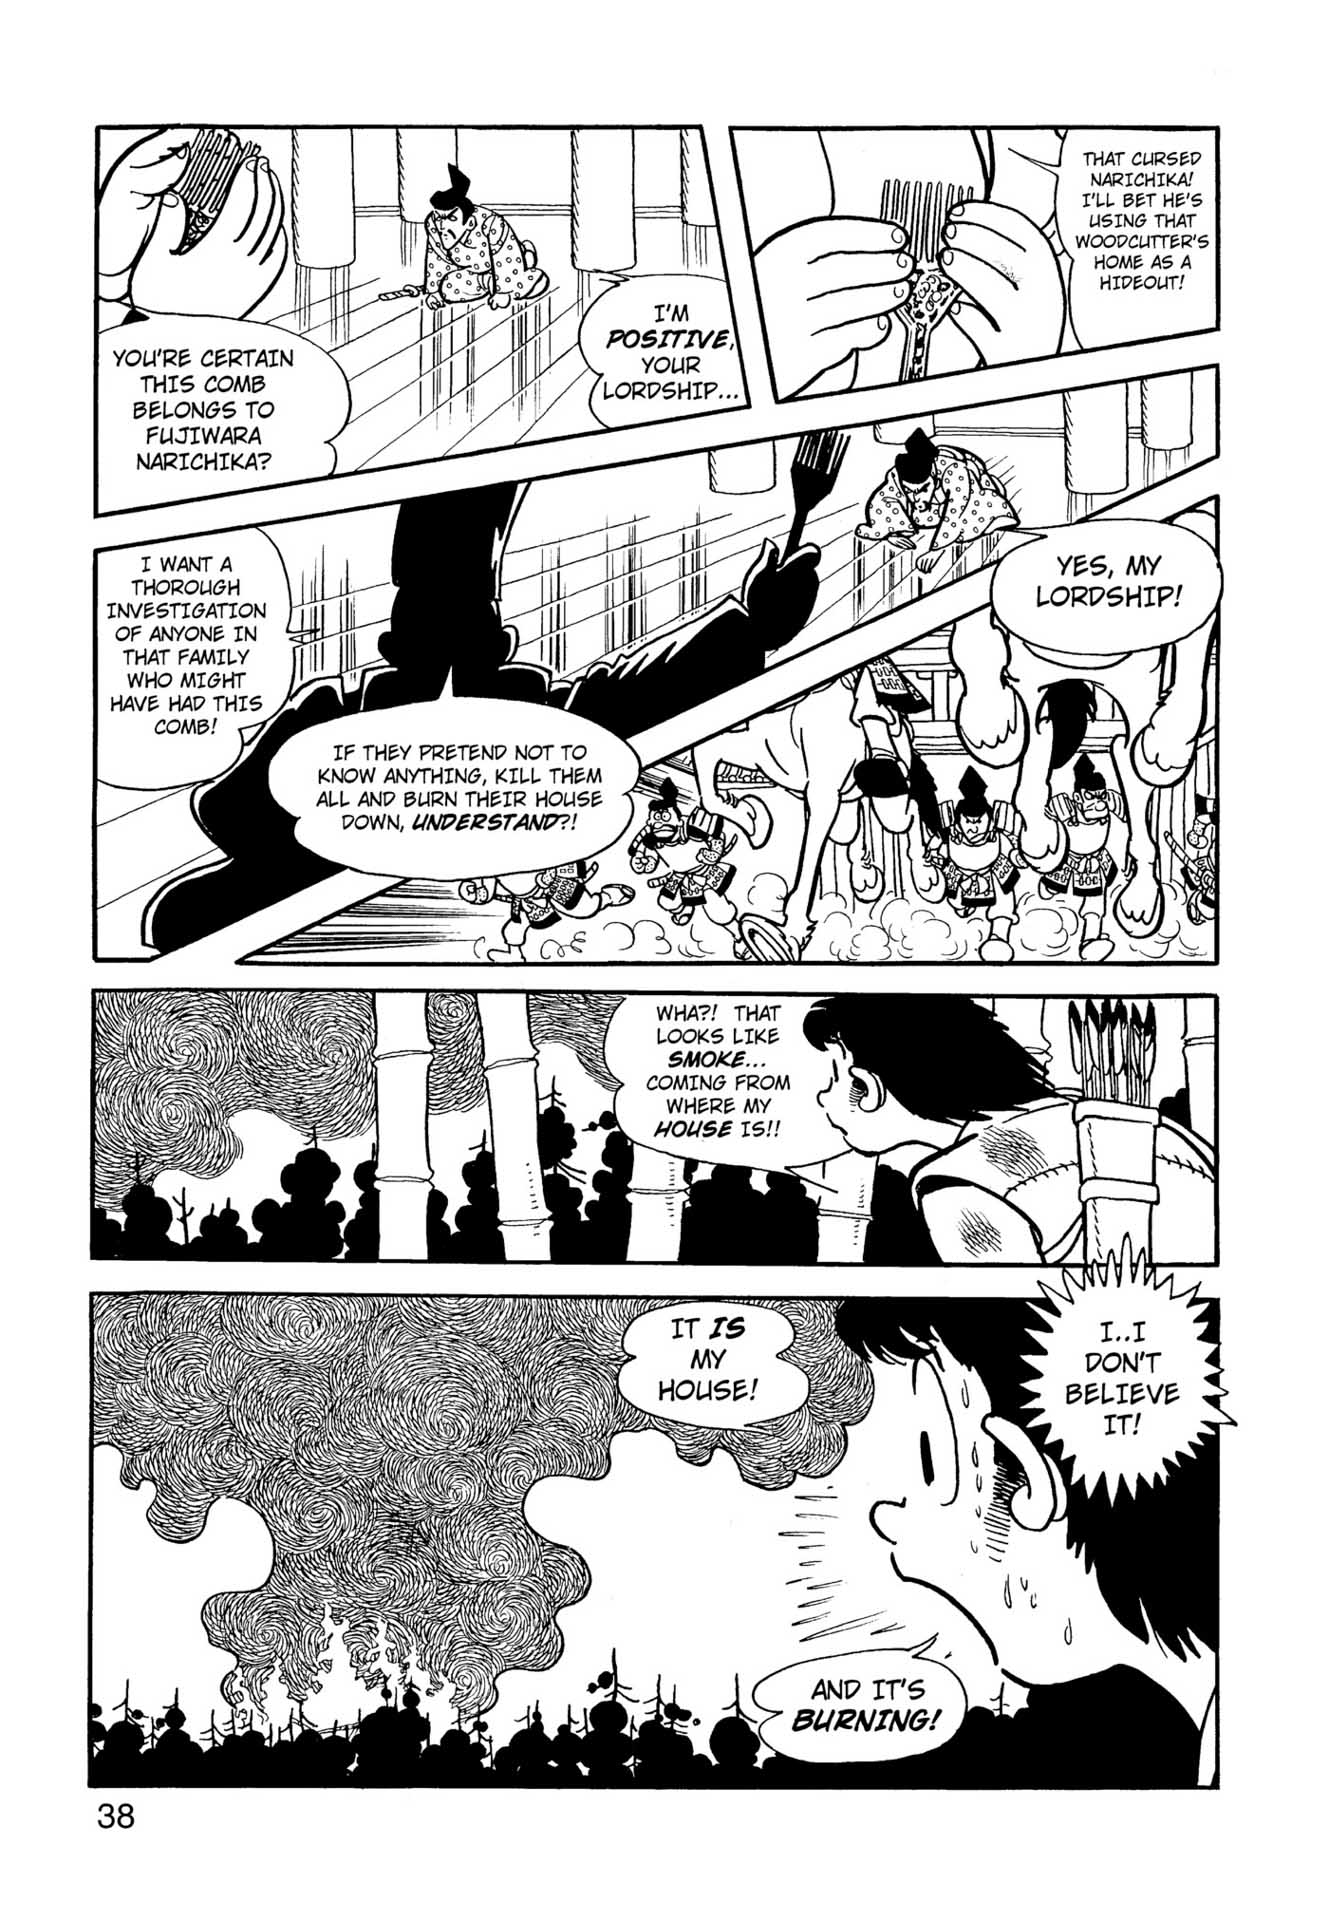 YOU'RE CERTAIN
THIS COMB
BELONGS TO
FUJIWARA
NARICHIKA?
I'M
POSITIVE,
YOUR
LORDSHIP...
THAT CURSED
NARICHIKA!
I'LL BET HE'S
USING THAT
WOODCUTTER'S
HOME AS A
HIDEOUT!
I WANT A
THOROUGH
INVESTIGATION
OF ANYONE IN
THAT FAMILY
WHO MIGHT
HAVE HAD THIS
COMB!
IF THEY PRETEND NOT TO
KNOW ANYTHING, KILL THEM
ALL AND BURN THEIR HOUSE
DOWN, UNDERSTAND?!
YES, MY
LORDSHIP!
WHA?! THAT
LOOKS LIKE
SMOKE...
COMING FROM
WHERE MY
HOUSE IS!!
IT IS
MY
HOUSE!
I..I
DON'T
BELIEVE
IT!
AND IT'S
BURNING!
38